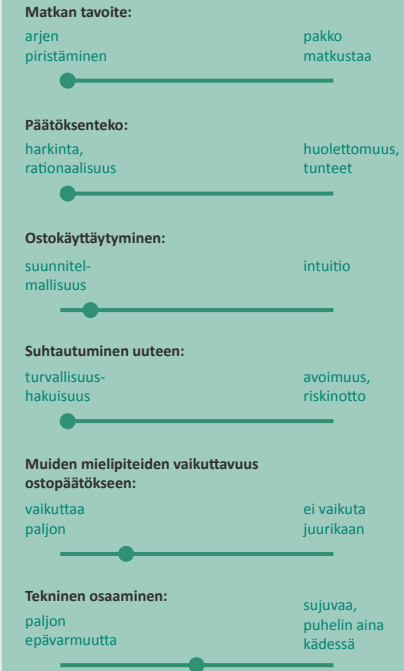 Matkan tavoite:
arjen
piristäminen
pakko
matkustaa
Päätöksenteko:
harkinta,
rationaalisuus
huolettomuus,
tunteet
Ostokäyttäytyminen:
suunnitel-
mallisuus
intuitio
Suhtautuminen uuteen:
turvallisuus-
hakuisuus
avoimuus,
riskinotto
Muiden mielipiteiden vaikuttavuus
ostopäätökseen:
vaikuttaa
paljon
ei vaikuta
juurikaan
Tekninen osaaminen:
paljon
epävarmuutta
sujuvaa,
puhelin aina
kädessä